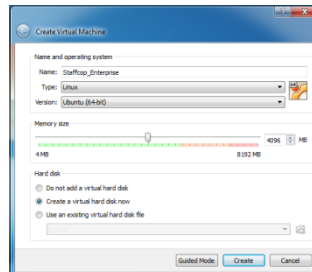 Create Virtual Machine
Name and operating system
Name: Staffcop_Enterprise
Type: Linux
Version: Ubuntu (64-bit)
Memory size
4096 MB
4 MB 8192 MB
Hard disk
Do not add a virtual hard disk
Create a virtual hard disk now
Use an existing virtual hard disk file
Guided Mode Create Cancel